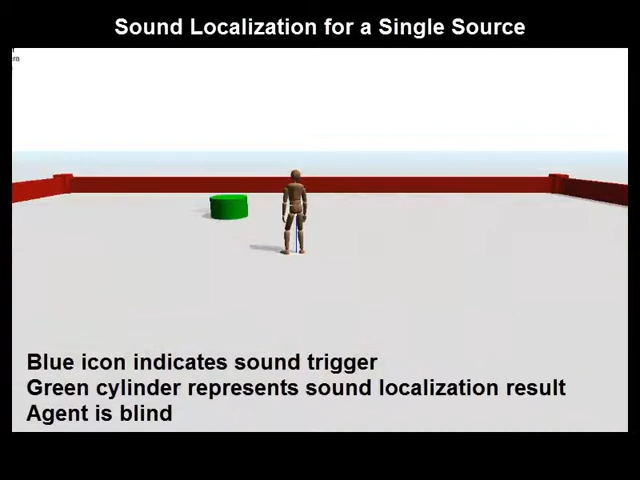 Sound Localization for a Single Source
Blue icon indicates sound trigger
Green cylinder represents sound localization result
Agent is blind